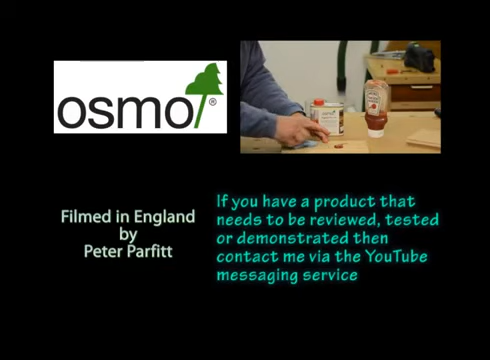 osmo®
osmo
Filmed in England
by
Peter Parfitt
If you have a product that
needs to be reviewed, tested
or demonstrated then
contact me via the YouTube
messaging service